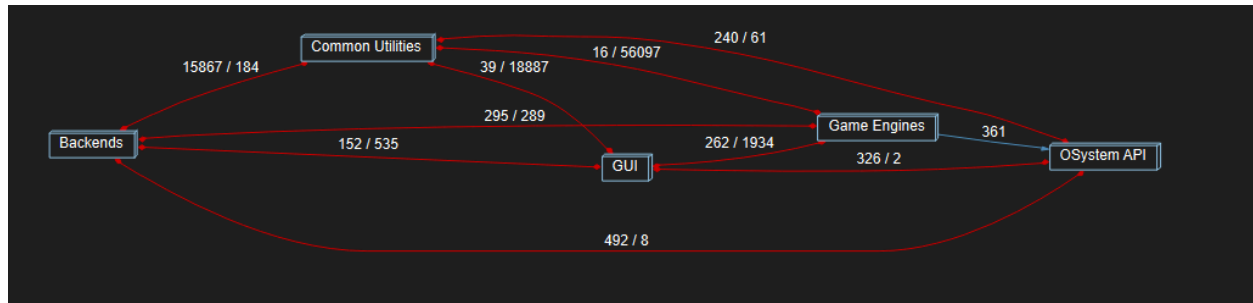 240 / 61
Common Utilities
16 / 56097
15867 / 184
39 / 18887
295 / 289
Game Engines
361
Backends
152 / 535
262 / 1934
OSystem API
GUI
326 / 2
492 / 8